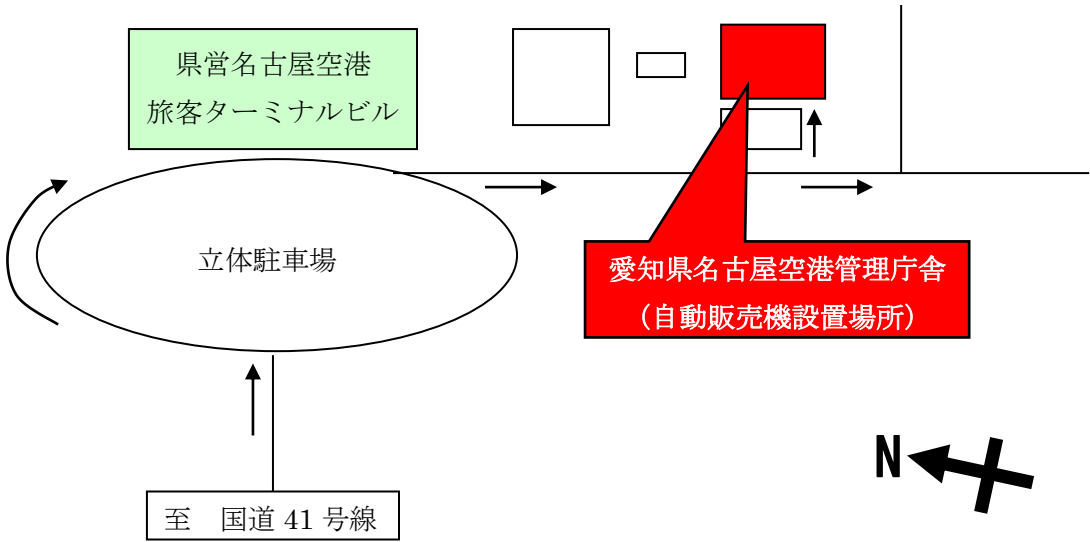 県営名古屋空港
旅客ターミナルビル
立体駐車場
愛知県名古屋空港管理庁舎
（自動販売機設置場所）
N
至　国道 41 号線